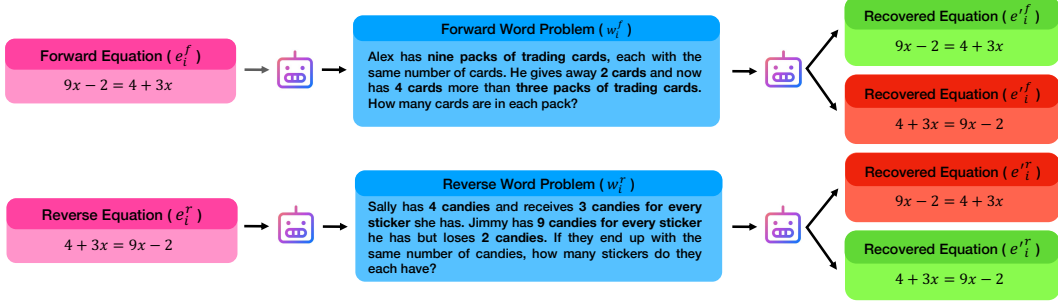 Forward Equation ( $e_i^f$ )
$9x - 2 = 4 + 3x$
Forward Word Problem ( $w_i^f$ )
Alex has nine packs of trading cards, each with the
same number of cards. He gives away 2 cards and now
has 4 cards more than three packs of trading cards.
How many cards are in each pack?
Recovered Equation ( $e'^f_i$ )
$9x - 2 = 4 + 3x$
Recovered Equation ( $e'^f_i$ )
$4 + 3x = 9x - 2$
Reverse Equation ( $e_i^r$ )
$4 + 3x = 9x - 2$
Reverse Word Problem ( $w_i^r$ )
Sally has 4 candies and receives 3 candies for every
sticker she has. Jimmy has 9 candies for every sticker
he has but loses 2 candies. If they end up with the
same number of candies, how many stickers do they
each have?
Recovered Equation ( $e'^r_i$ )
$9x - 2 = 4 + 3x$
Recovered Equation ( $e'^r_i$ )
$4 + 3x = 9x - 2$